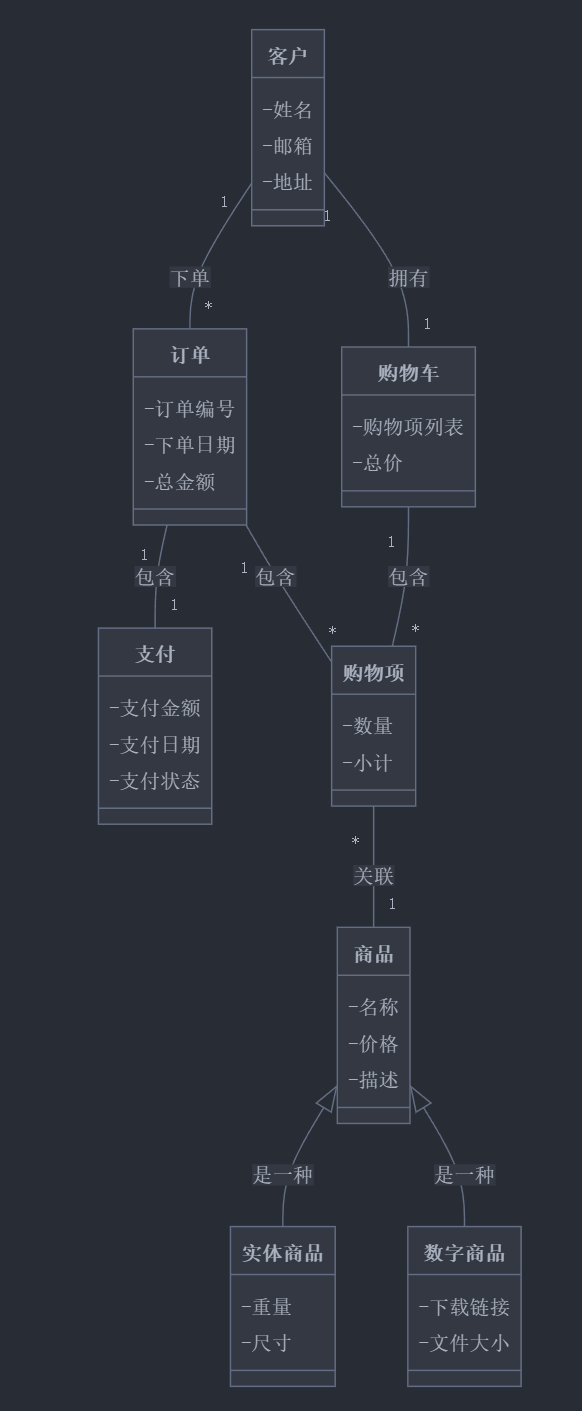 客户
-姓名
-邮箱
-地址
1
1
下单
拥有
*
1
订单
-订单编号
-下单日期
-总金额
购物车
-购物项列表
-总价
1
包含
1
1
包含
*
1
包含
*
支付
-支付金额
-支付日期
-支付状态
购物项
-数量
-小计
*
关联
1
商品
-名称
-价格
-描述
是一种
是一种
实体商品
-重量
-尺寸
数字商品
-下载链接
-文件大小